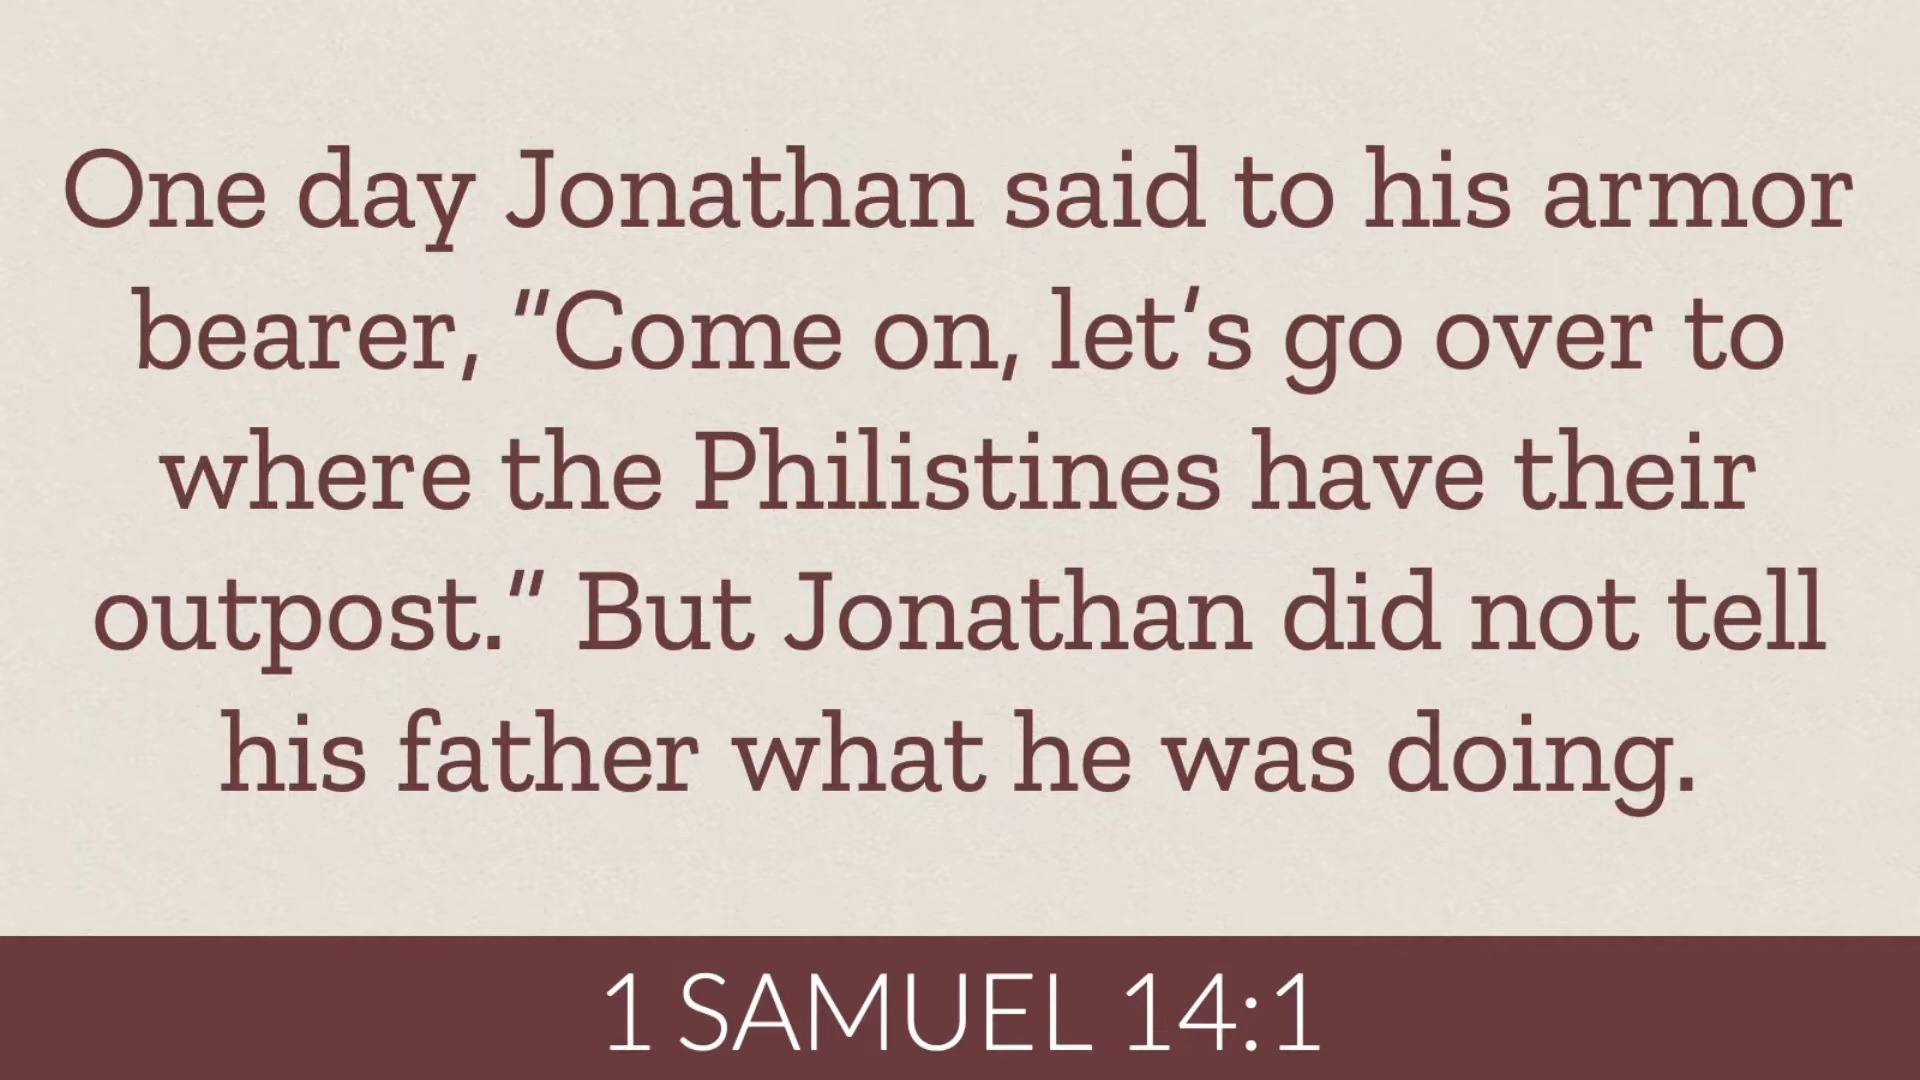 One day Jonathan said to his armor
bearer, “Come on, let’s go over to
where the Philistines have their
outpost.” But Jonathan did not tell
his father what he was doing.
1 SAMUEL 14:1